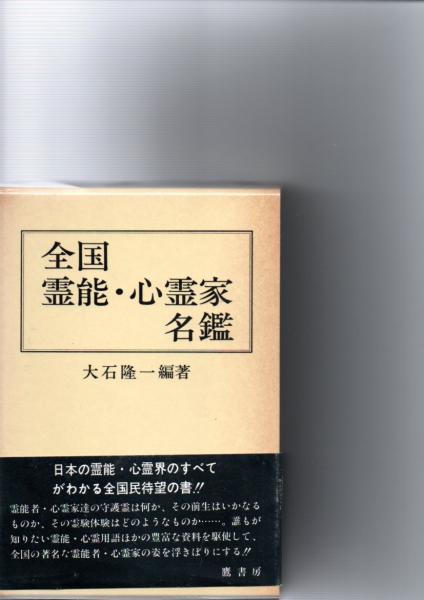 全国
霊能・心霊家
名鑑
大石隆一編著
日本の霊能・心霊界のすべて
がわかる全国民待望の書!!
霊能者・心霊家達の守護霊は何か、その前生はいかなる
ものか、その霊験体験はどのようなものか……。誰もが
知りたい霊能・心霊用語ほかの豊富な資料を駆使して、
全国の著名な霊能者・心霊家の姿を浮きぼりにする!!
鷹書房